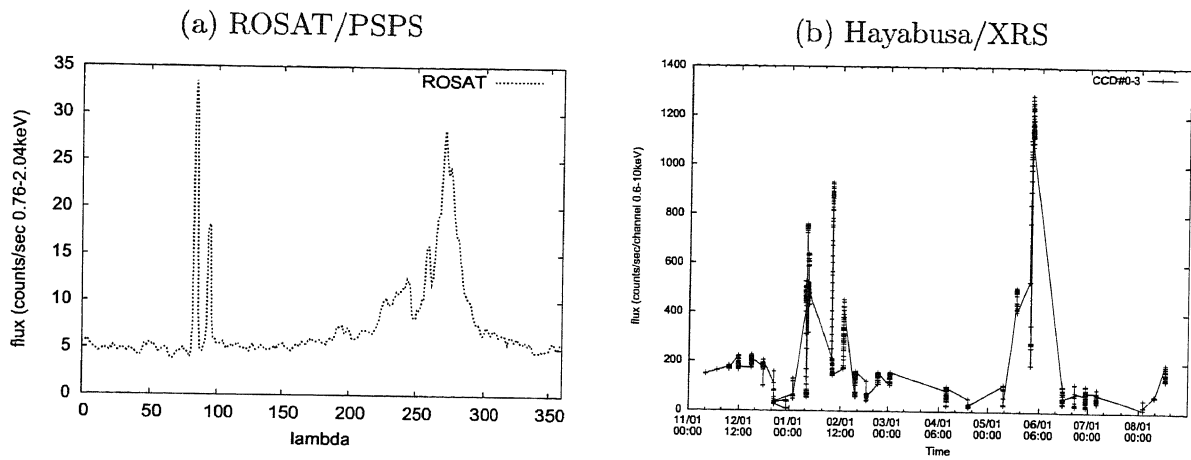 (a) ROSAT/PSPS
flux (counts/sec 0.76-2.04keV)
35
30
25
20
15
10
5
0
ROSAT
0 50 100 150 200 250 300 350
lambda
(b) Hayabusa/XRS
flux (counts/sec/channel 0.6-10keV)
1400
1200
1000
800
600
400
200
0
CCD#0-3
11/01 12/01 01/01 02/01 03/01 04/01 05/01 06/01 07/01 08/01
00:00 12:00 00:00 12:00 00:00 06:00 00:00 06:00 00:00 00:00
Time